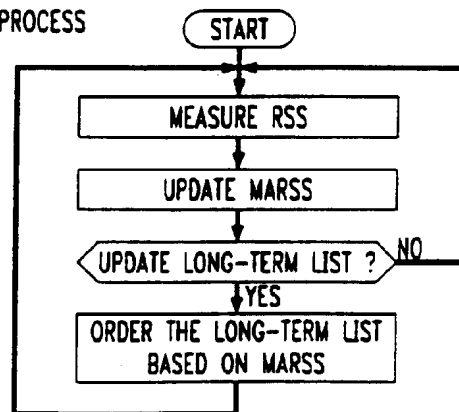 PROCESS
START
MEASURE RSS
UPDATE MARSS
UPDATE LONG-TERM LIST ?
NO
YES
ORDER THE LONG-TERM LIST
BASED ON MARSS